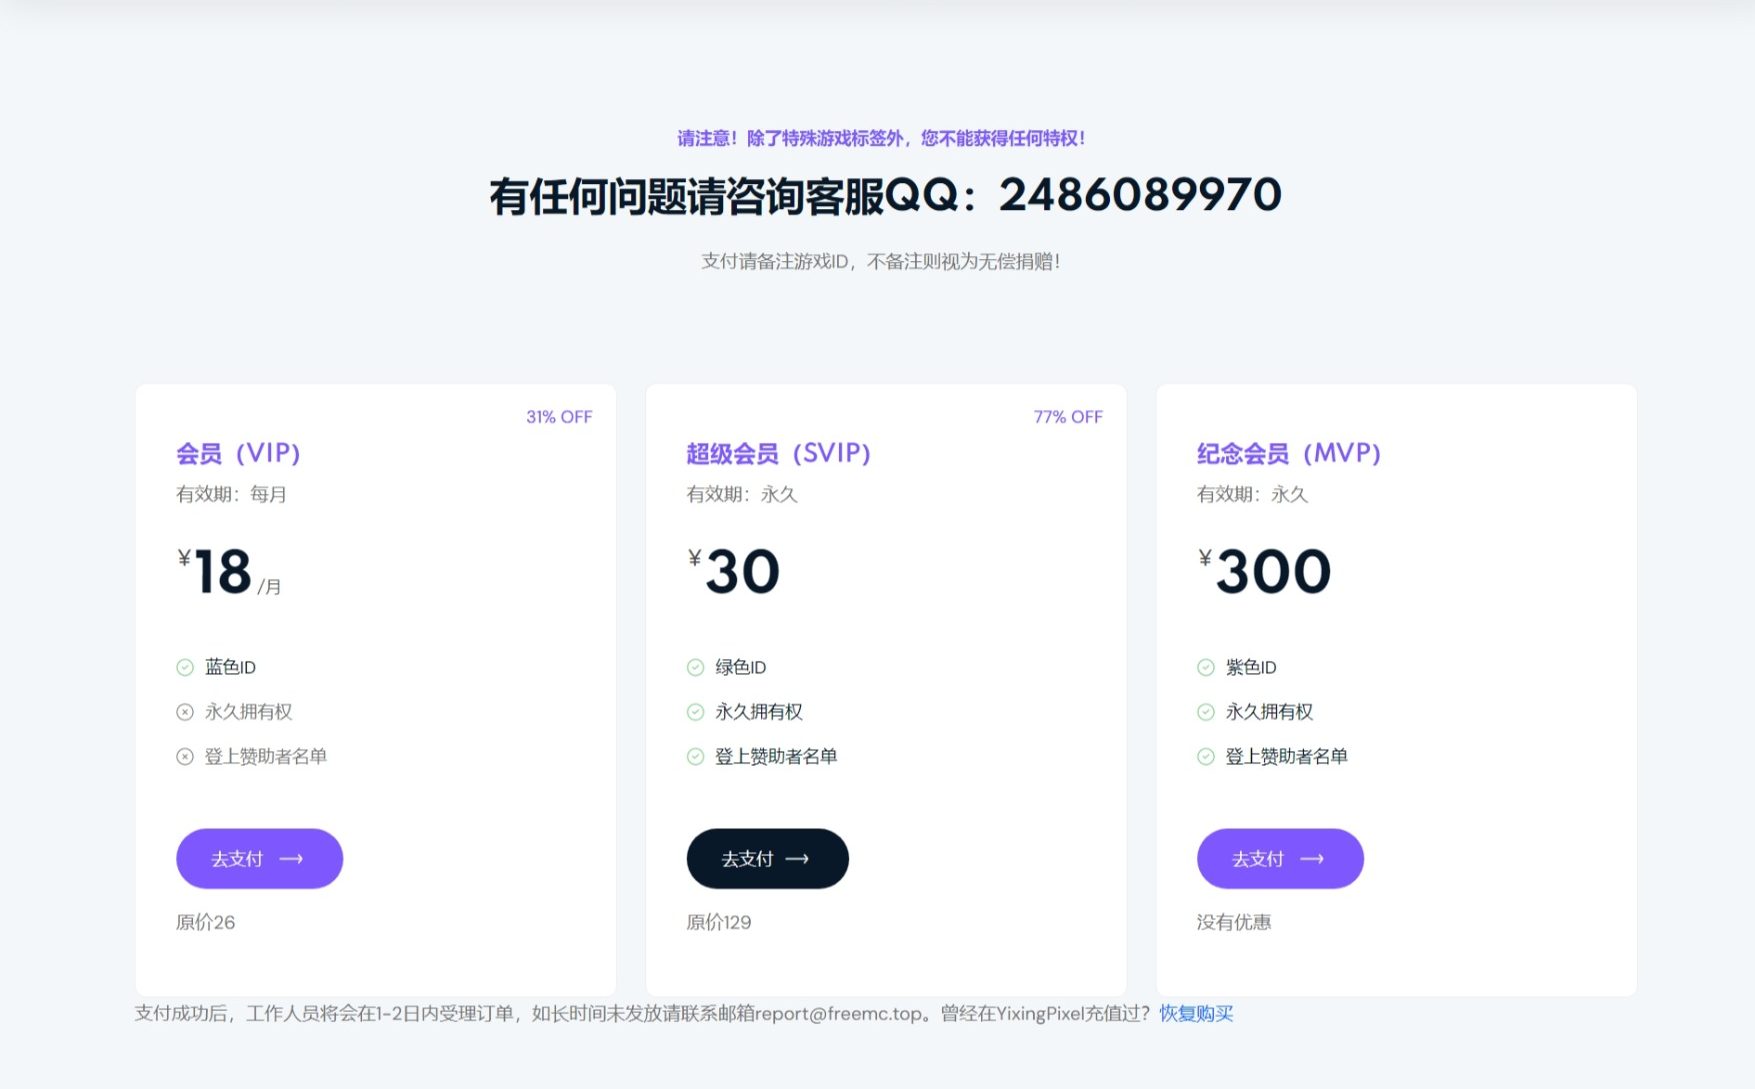 请注意！除了特殊游戏标签外，您不能获得任何特权！
有任何问题请咨询客服QQ：2486089970
支付请备注游戏ID，不备注则视为无偿捐赠！
31% OFF
会员（VIP）
有效期：每月
¥18/月
蓝色ID
永久拥有权
登上赞助者名单
去支付
原价26
77% OFF
超级会员（SVIP）
有效期：永久
¥30
绿色ID
永久拥有权
登上赞助者名单
去支付
原价129
纪念会员（MVP）
有效期：永久
¥300
紫色ID
永久拥有权
登上赞助者名单
去支付
没有优惠
支付成功后，工作人员将会在1-2日内受理订单，如长时间未发放请联系邮箱report@freemc.top。曾经在YixingPixel充值过？恢复购买